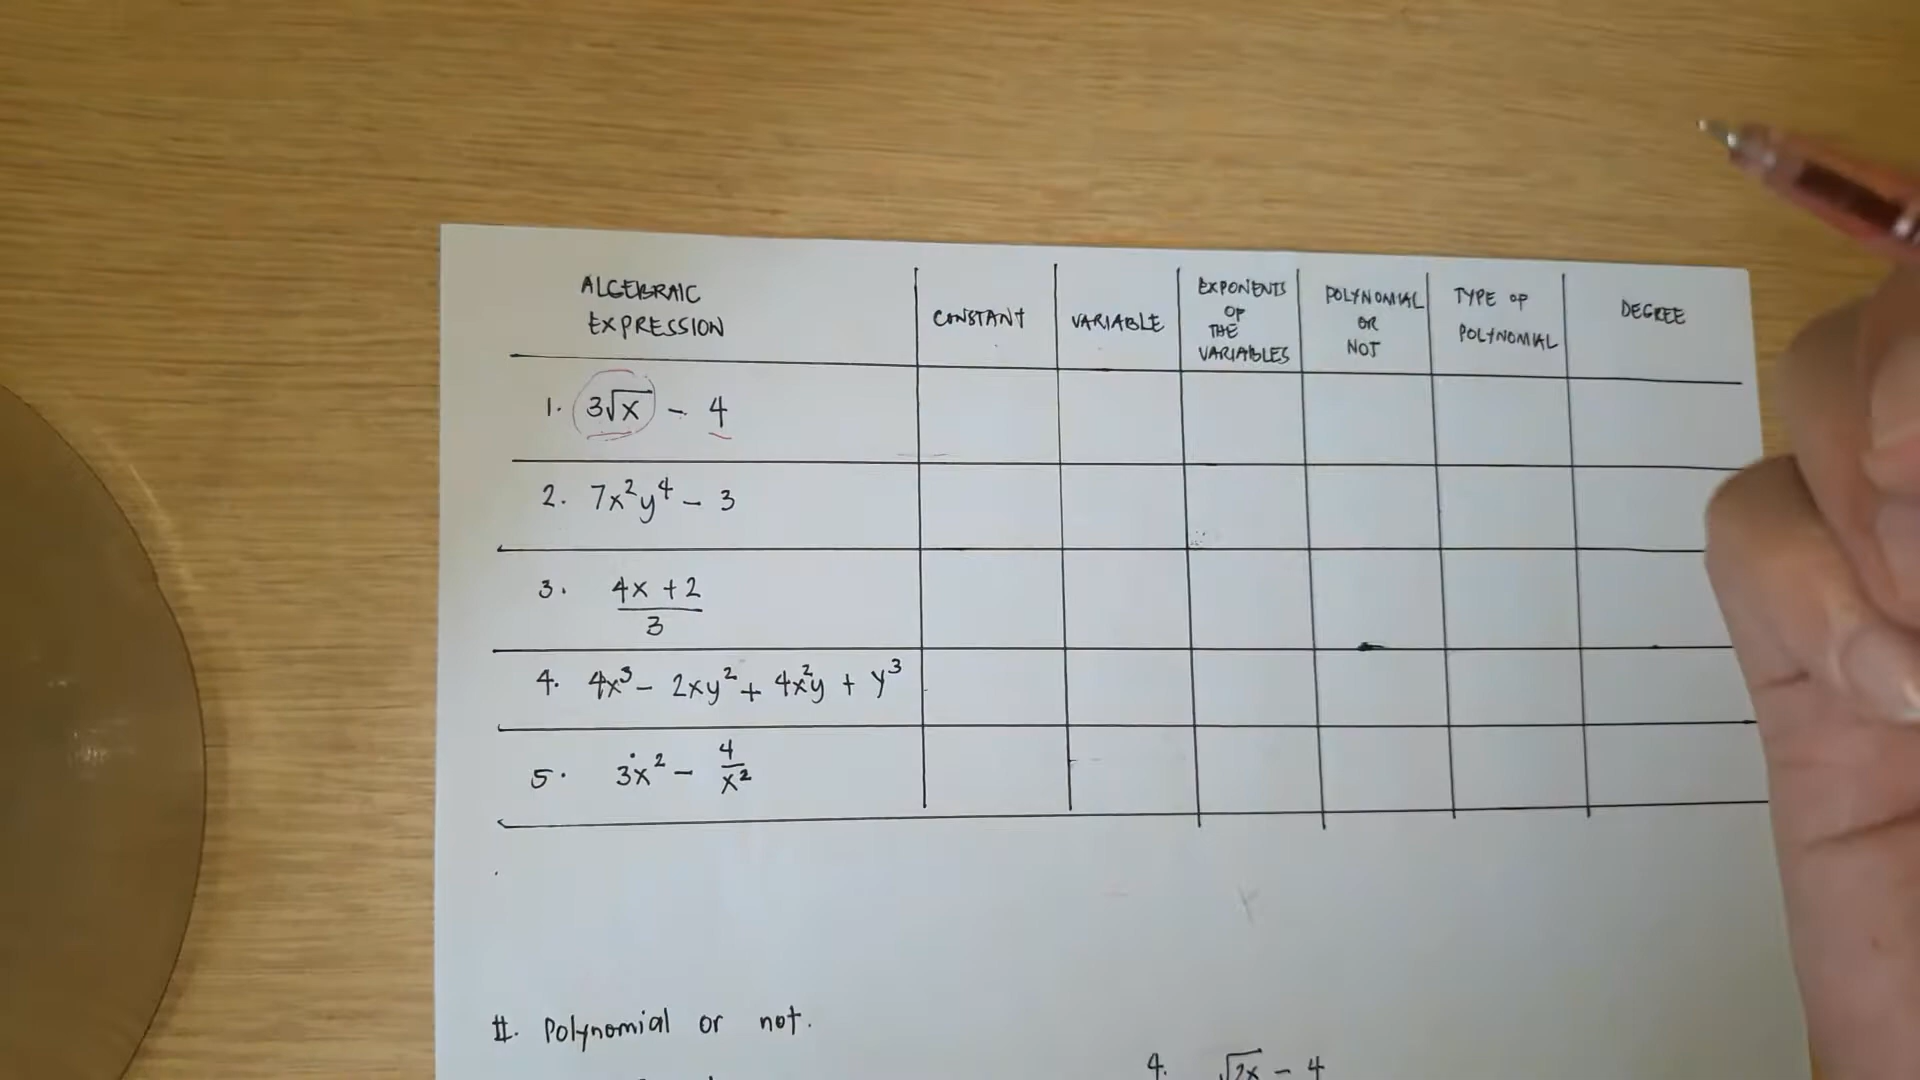 ALGEBRAIC EXPRESSION | CONSTANT | VARIABLE | EXPONENTS OF THE VARIABLES | POLYNOMIAL OR NOT | TYPE OF POLYNOMIAL | DEGREE
1. 3√x - 4
2. 7x²y⁴ - 3
3. (4x + 2)/3
4. 4x³ - 2xy² + 4x²y + y³
5. 3x² - 4/x²
II. Polynomial or not.
4. √2x - 4